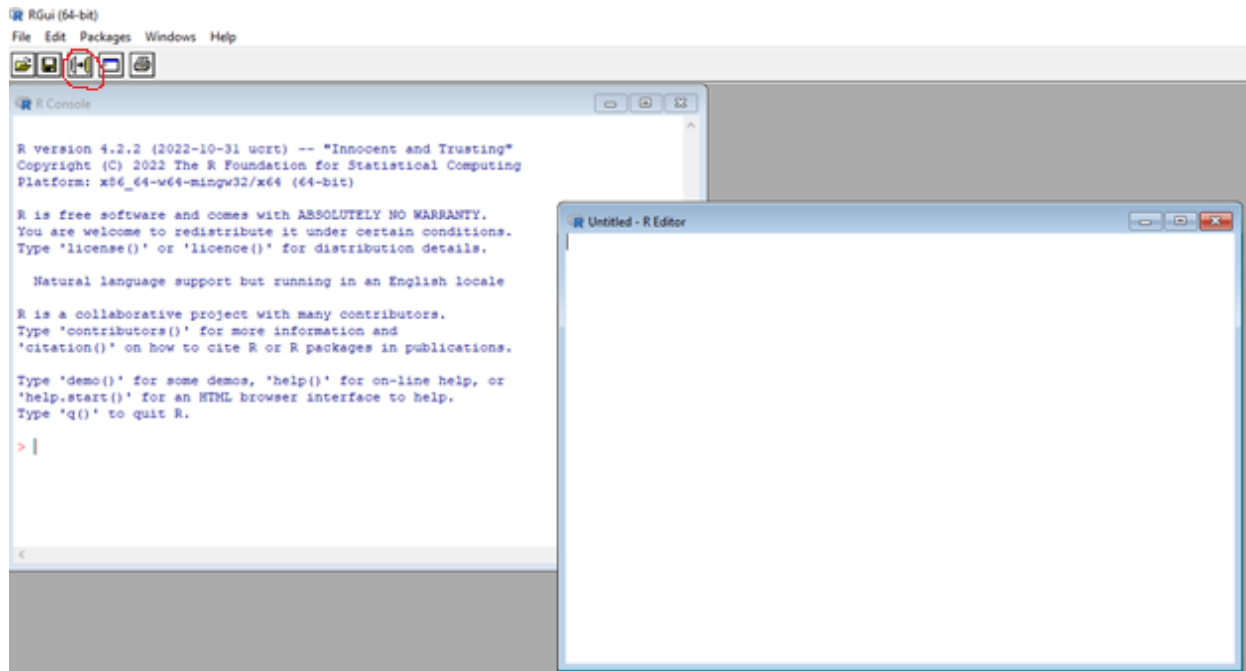 RGui (64-bit)
File Edit Packages Windows Help
R Console
R version 4.2.2 (2022-10-31 ucrt) -- "Innocent and Trusting"
Copyright (C) 2022 The R Foundation for Statistical Computing
Platform: x86_64-w64-mingw32/x64 (64-bit)
R is free software and comes with ABSOLUTELY NO WARRANTY.
You are welcome to redistribute it under certain conditions.
Type 'license()' or 'licence()' for distribution details.
Natural language support but running in an English locale
R is a collaborative project with many contributors.
Type 'contributors()' for more information and
'citation()' on how to cite R or R packages in publications.
Type 'demo()' for some demos, 'help()' for on-line help, or
'help.start()' for an HTML browser interface to help.
Type 'q()' to quit R.
>
Untitled - R Editor